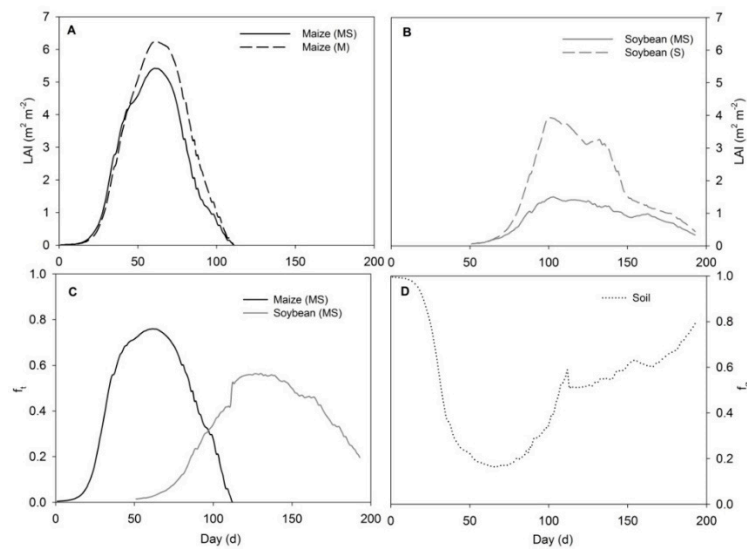 A
Maize (MS)
Maize (M)
7
6
5
4
3
2
1
0
LAI (m² m⁻²)
0 50 100 150 200
B
Soybean (MS)
Soybean (S)
7
6
5
4
3
2
1
0
LAI (m² m⁻²)
0 50 100 150 200
C
Maize (MS)
Soybean (MS)
1.0
0.8
0.6
0.4
0.2
0.0
fₜ
0 50 100 150 200
Day (d)
D
Soil
1.0
0.8
0.6
0.4
0.2
0.0
0 50 100 150 200
Day (d)